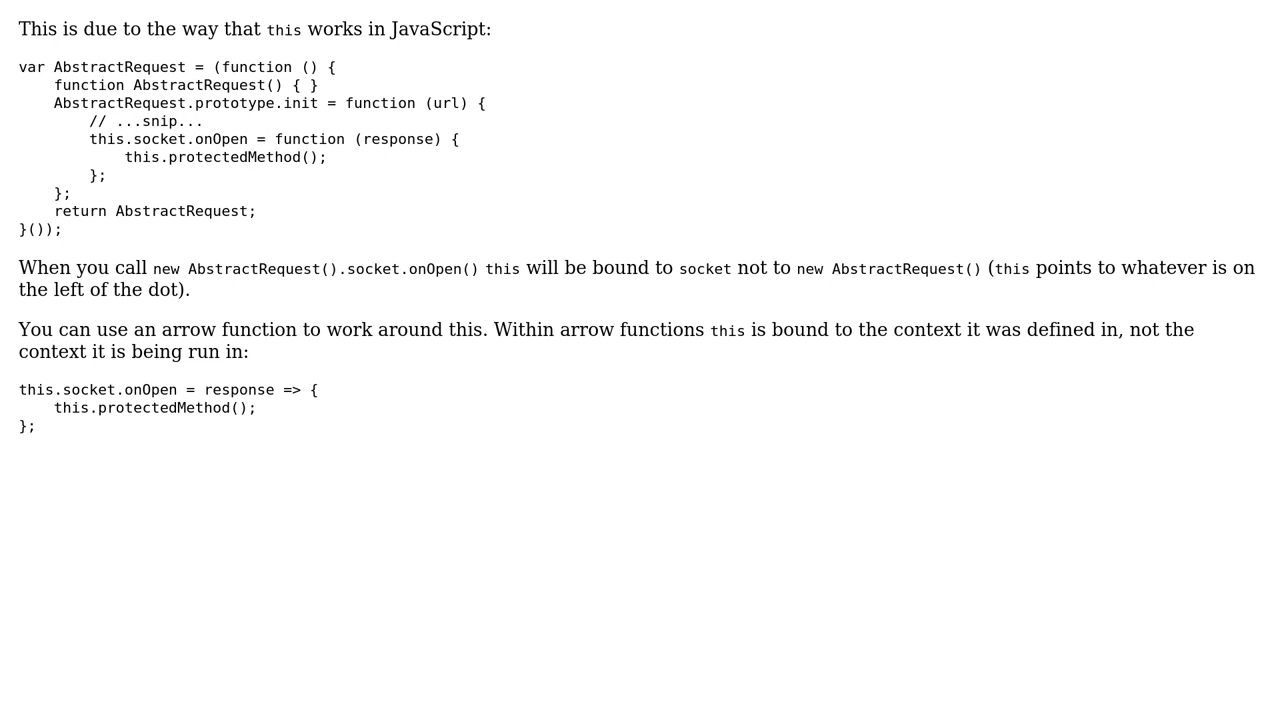 This is due to the way that this works in JavaScript:
var AbstractRequest = (function () {
    function AbstractRequest() { }
    AbstractRequest.prototype.init = function (url) {
        // ...snip...
        this.socket.onOpen = function (response) {
            this.protectedMethod();
        };
    };
    return AbstractRequest;
}());
When you call new AbstractRequest().socket.onOpen() this will be bound to socket not to new AbstractRequest() (this points to whatever is on
the left of the dot).
You can use an arrow function to work around this. Within arrow functions this is bound to the context it was defined in, not the
context it is being run in:
this.socket.onOpen = response => {
    this.protectedMethod();
};